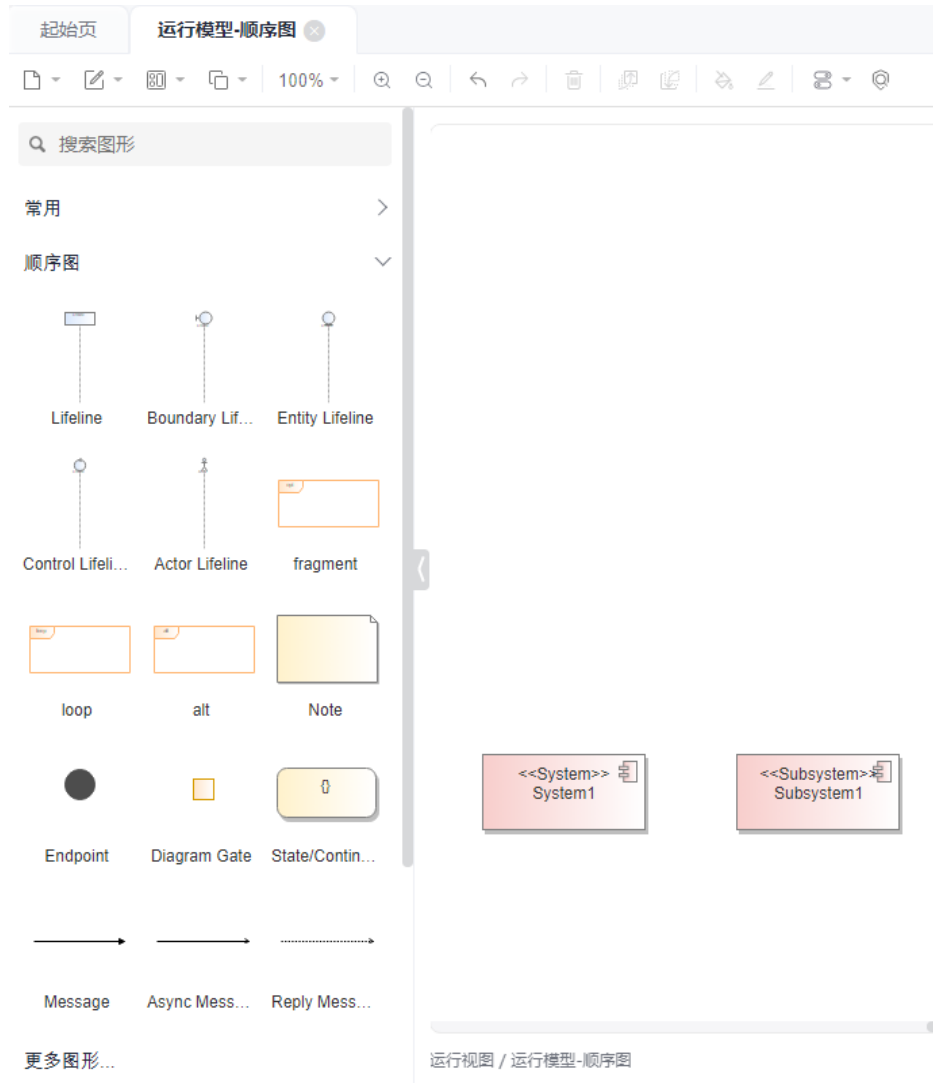 起始页
运行模型-顺序图
100%
搜索图形
常用
顺序图
Lifeline
Boundary Lif...
Entity Lifeline
Control Lifeli...
Actor Lifeline
fragment
loop
alt
Note
{}
Endpoint
Diagram Gate
State/Contin...
Message
Async Mess...
Reply Mess...
更多图形...
<<System>>
System1
<<Subsystem>>
Subsystem1
运行视图 / 运行模型-顺序图